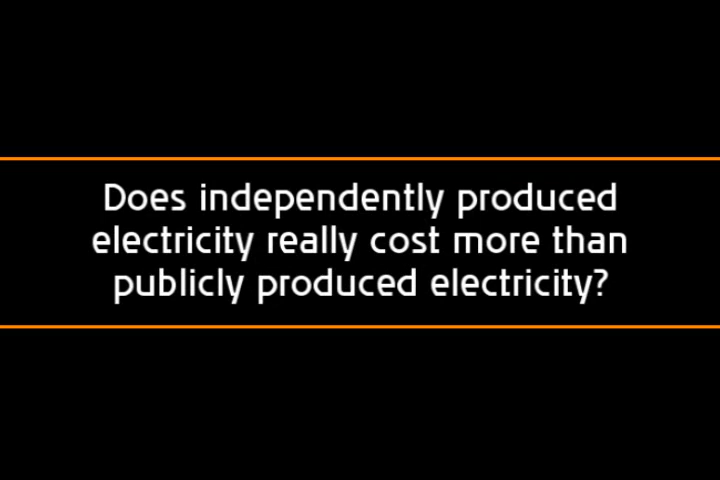 Does independently produced
electricity really cost more than
publicly produced electricity?